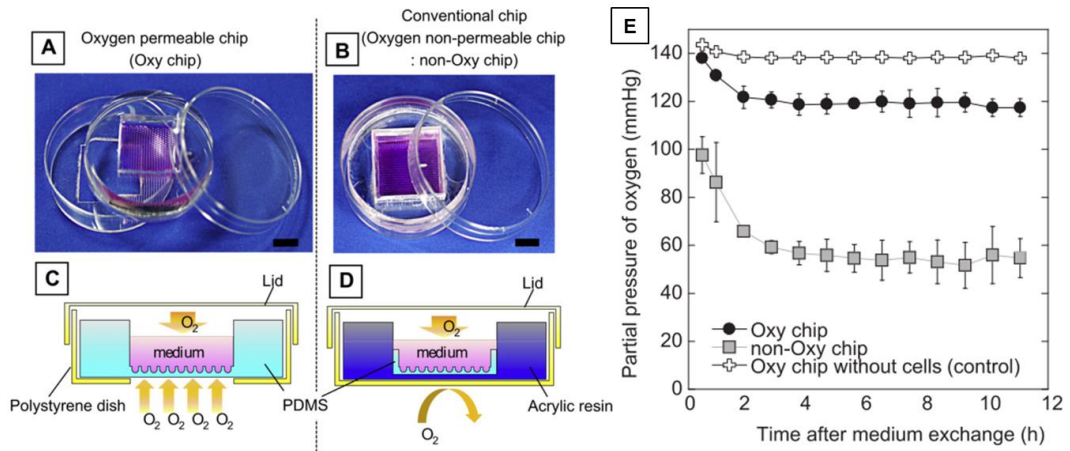 A
Oxygen permeable chip
(Oxy chip)
B
Conventional chip
(Oxygen non-permeable chip
: non-Oxy chip)
C
Lid
O2
medium
Polystyrene dish
O2 O2 O2 O2
PDMS
D
Lid
O2
medium
O2
Acrylic resin
E
Partial pressure of oxygen (mmHg)
140
120
100
80
60
40
20
0
Oxy chip
non-Oxy chip
Oxy chip without cells (control)
0 2 4 6 8 10 12
Time after medium exchange (h)